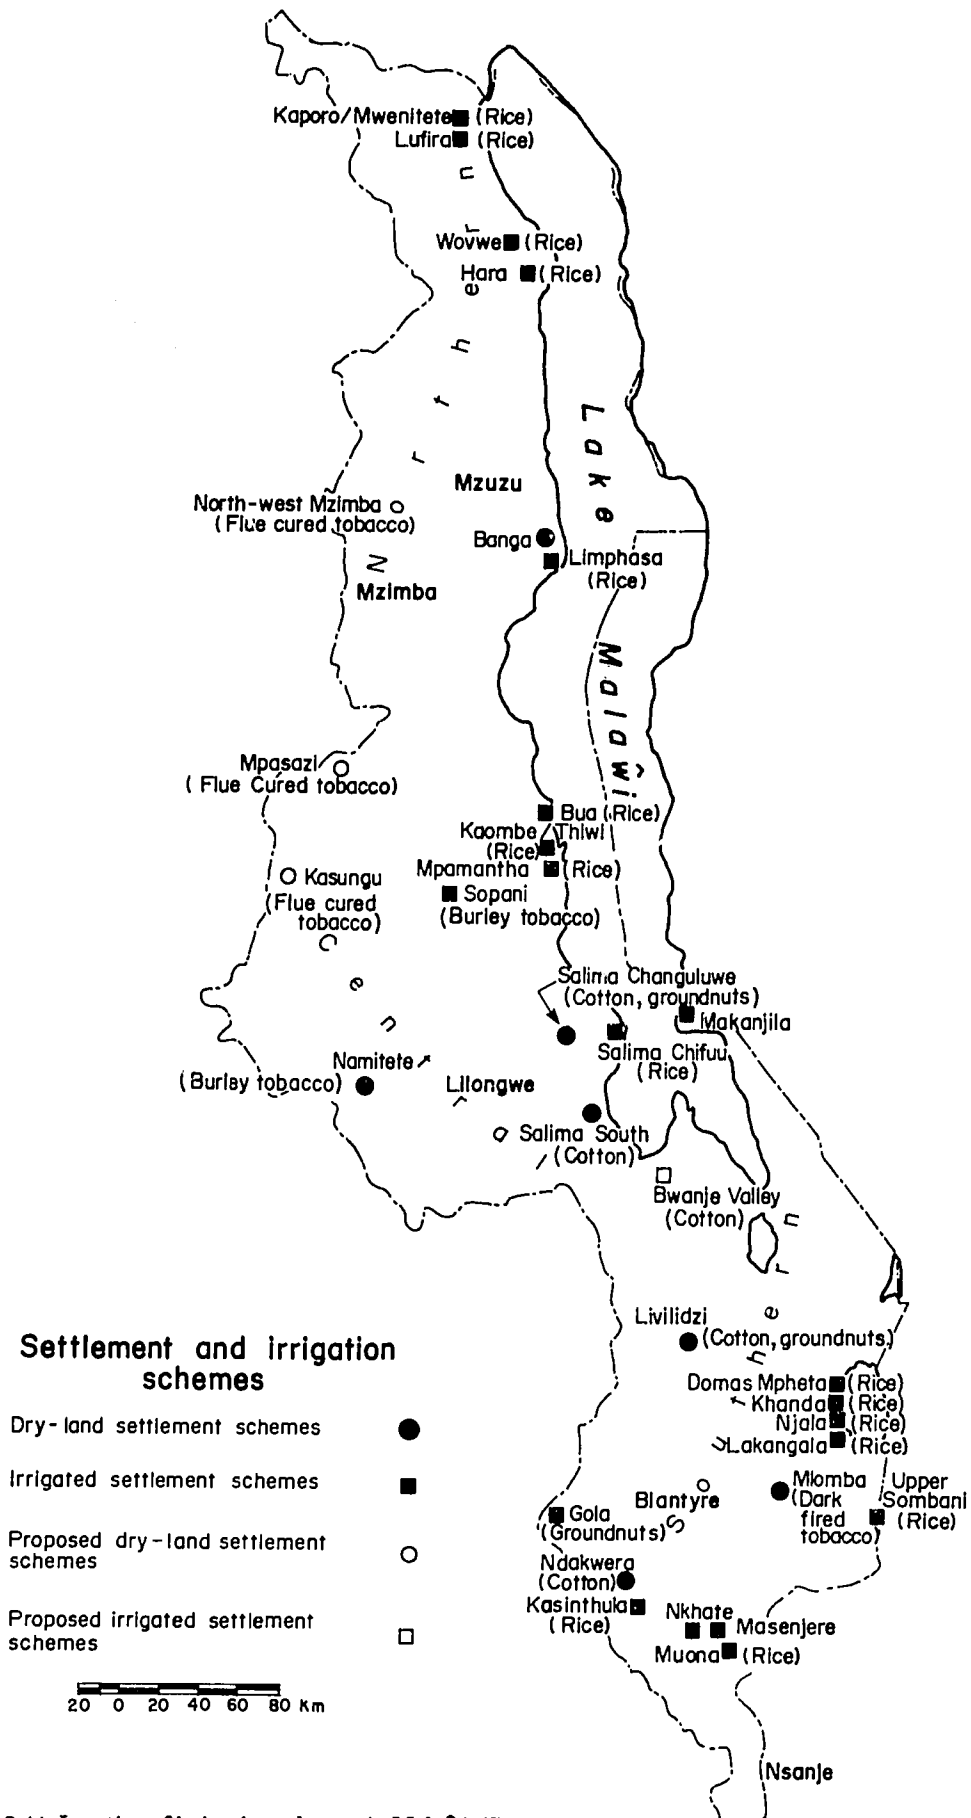 Kaporo/Mwenitete (Rice)
Lufira (Rice)
Wovwe (Rice)
Hara (Rice)
Northern
Lake Malaŵi
Mzuzu
North-west Mzimba
(Flue cured tobacco)
Banga
Limphasa
(Rice)
Mzimba
Mpasazi
(Flue Cured tobacco)
Bua (Rice)
Kaombe Thiwi
(Rice)
Mpamantha (Rice)
Kasungu
(Flue cured
tobacco)
Sopani
(Burley tobacco)
Central
Salima Changuluwe
(Cotton, groundnuts)
Makanjila
Salima Chifuu
(Rice)
Namitete
(Burley tobacco)
Lilongwe
Salima South
(Cotton)
Bwanje Valley
(Cotton)
Southern
Livilidzi
(Cotton, groundnuts)
Domas Mpheta (Rice)
Khanda (Rice)
Njala (Rice)
Lakangala (Rice)
Mlomba
(Dark
fired
tobacco)
Upper
Sombani
(Rice)
Blantyre
Gola
(Groundnuts)
Ndakwera
(Cotton)
Kasinthula
(Rice)
Nkhate
Masenjere
Muona (Rice)
Nsanje
Settlement and irrigation
schemes
Dry-land settlement schemes
Irrigated settlement schemes
Proposed dry-land settlement
schemes
Proposed irrigated settlement
schemes
20 0 20 40 60 80 Km